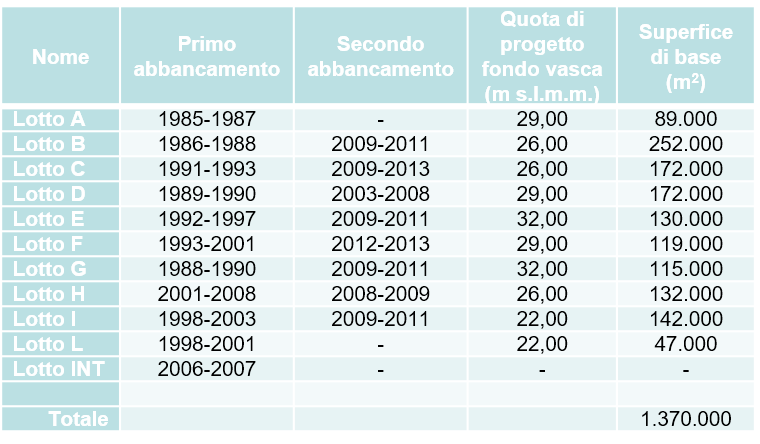 Nome Primo abbancamento Secondo abbancamento Quota di progetto fondo vasca (m s.l.m.m.) Superfice di base (m²)
Lotto A 1985-1987 - 29,00 89.000
Lotto B 1986-1988 2009-2011 26,00 252.000
Lotto C 1991-1993 2009-2013 26,00 172.000
Lotto D 1989-1990 2003-2008 29,00 172.000
Lotto E 1992-1997 2009-2011 32,00 130.000
Lotto F 1993-2001 2012-2013 29,00 119.000
Lotto G 1988-1990 2009-2011 32,00 115.000
Lotto H 2001-2008 2008-2009 26,00 132.000
Lotto I 1998-2003 2009-2011 22,00 142.000
Lotto L 1998-2001 - 22,00 47.000
Lotto INT 2006-2007 - - -
Totale 1.370.000